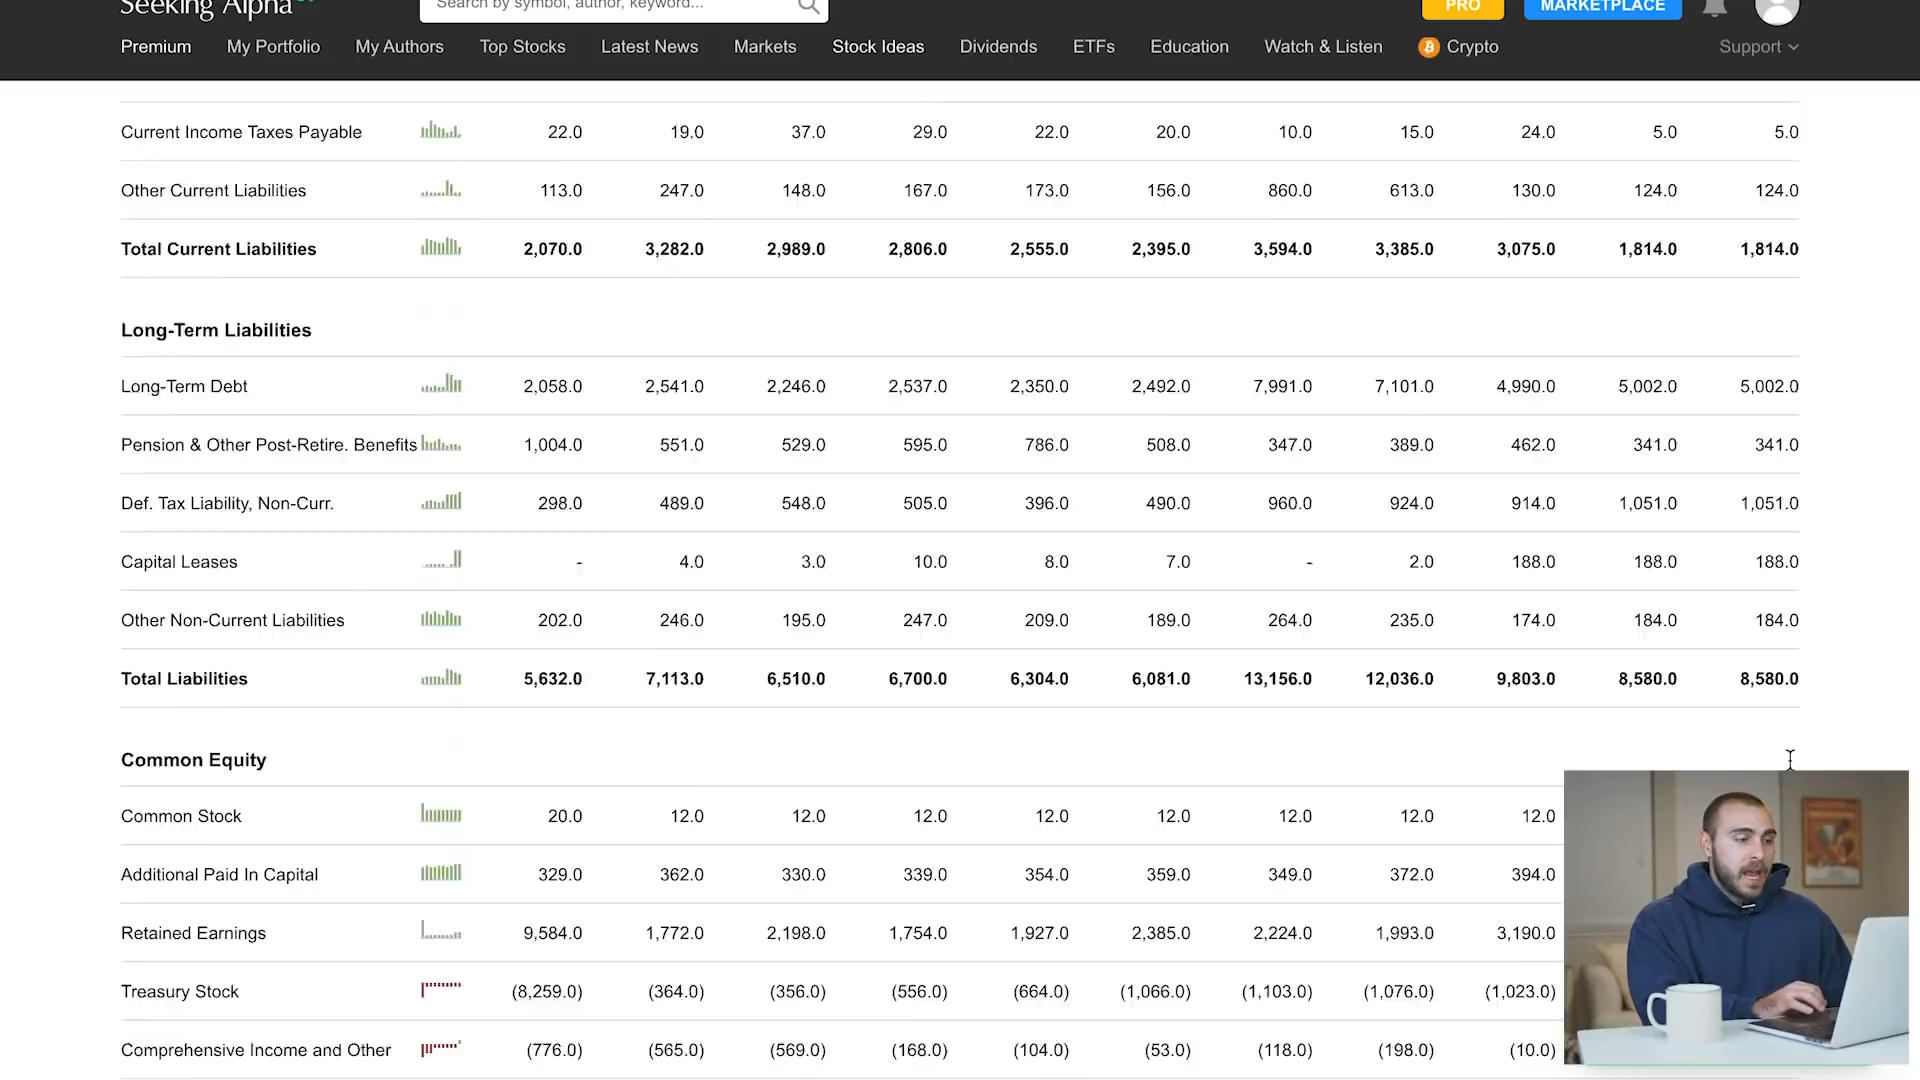 Seeking Alpha
Search by symbol, author, keyword...
PRO
MARKETPLACE
Premium My Portfolio My Authors Top Stocks Latest News Markets Stock Ideas Dividends ETFs Education Watch & Listen Crypto Support
Current Income Taxes Payable 22.0 19.0 37.0 29.0 22.0 20.0 10.0 15.0 24.0 5.0 5.0
Other Current Liabilities 113.0 247.0 148.0 167.0 173.0 156.0 860.0 613.0 130.0 124.0 124.0
Total Current Liabilities 2,070.0 3,282.0 2,989.0 2,806.0 2,555.0 2,395.0 3,594.0 3,385.0 3,075.0 1,814.0 1,814.0
Long-Term Liabilities
Long-Term Debt 2,058.0 2,541.0 2,246.0 2,537.0 2,350.0 2,492.0 7,991.0 7,101.0 4,990.0 5,002.0 5,002.0
Pension & Other Post-Retire. Benefits 1,004.0 551.0 529.0 595.0 786.0 508.0 347.0 389.0 462.0 341.0 341.0
Def. Tax Liability, Non-Curr. 298.0 489.0 548.0 505.0 396.0 490.0 960.0 924.0 914.0 1,051.0 1,051.0
Capital Leases - 4.0 3.0 10.0 8.0 7.0 - 2.0 188.0 188.0 188.0
Other Non-Current Liabilities 202.0 246.0 195.0 247.0 209.0 189.0 264.0 235.0 174.0 184.0 184.0
Total Liabilities 5,632.0 7,113.0 6,510.0 6,700.0 6,304.0 6,081.0 13,156.0 12,036.0 9,803.0 8,580.0 8,580.0
Common Equity
Common Stock 20.0 12.0 12.0 12.0 12.0 12.0 12.0 12.0 12.0
Additional Paid In Capital 329.0 362.0 330.0 339.0 354.0 359.0 349.0 372.0 394.0
Retained Earnings 9,584.0 1,772.0 2,198.0 1,754.0 1,927.0 2,385.0 2,224.0 1,993.0 3,190.0
Treasury Stock (8,259.0) (364.0) (356.0) (556.0) (664.0) (1,066.0) (1,103.0) (1,076.0) (1,023.0)
Comprehensive Income and Other (776.0) (565.0) (569.0) (168.0) (104.0) (53.0) (118.0) (198.0) (10.0)